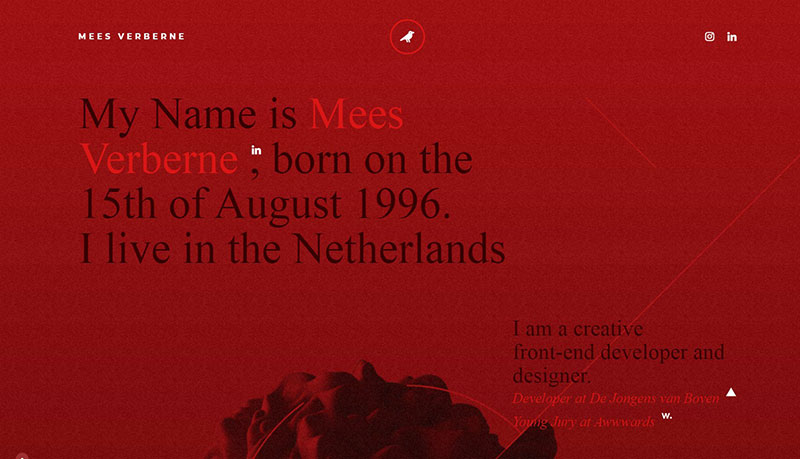 MEES VERBERNE
in
My Name is Mees
Verberne in , born on the
15th of August 1996.
I live in the Netherlands
I am a creative
front-end developer and
designer.
Developer at De Jongens van Boven
Young Jury at Awwwards w.